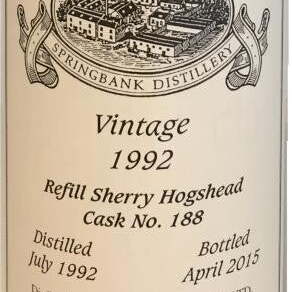 SPRINGBANK DISTILLERY
Vintage
1992
Refill Sherry Hogshead
Cask No. 188
Distilled
July 1992
Bottled
April 2015